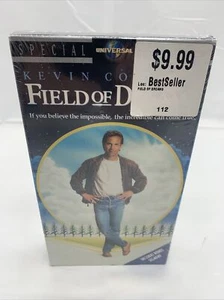 SPECIAL
UNIVERSAL
$9.99
Loc: BestSeller
FIELD OF DREAMS
112
KEVIN CO
FIELD OF D
If you believe the impossible, the incredible can come true.